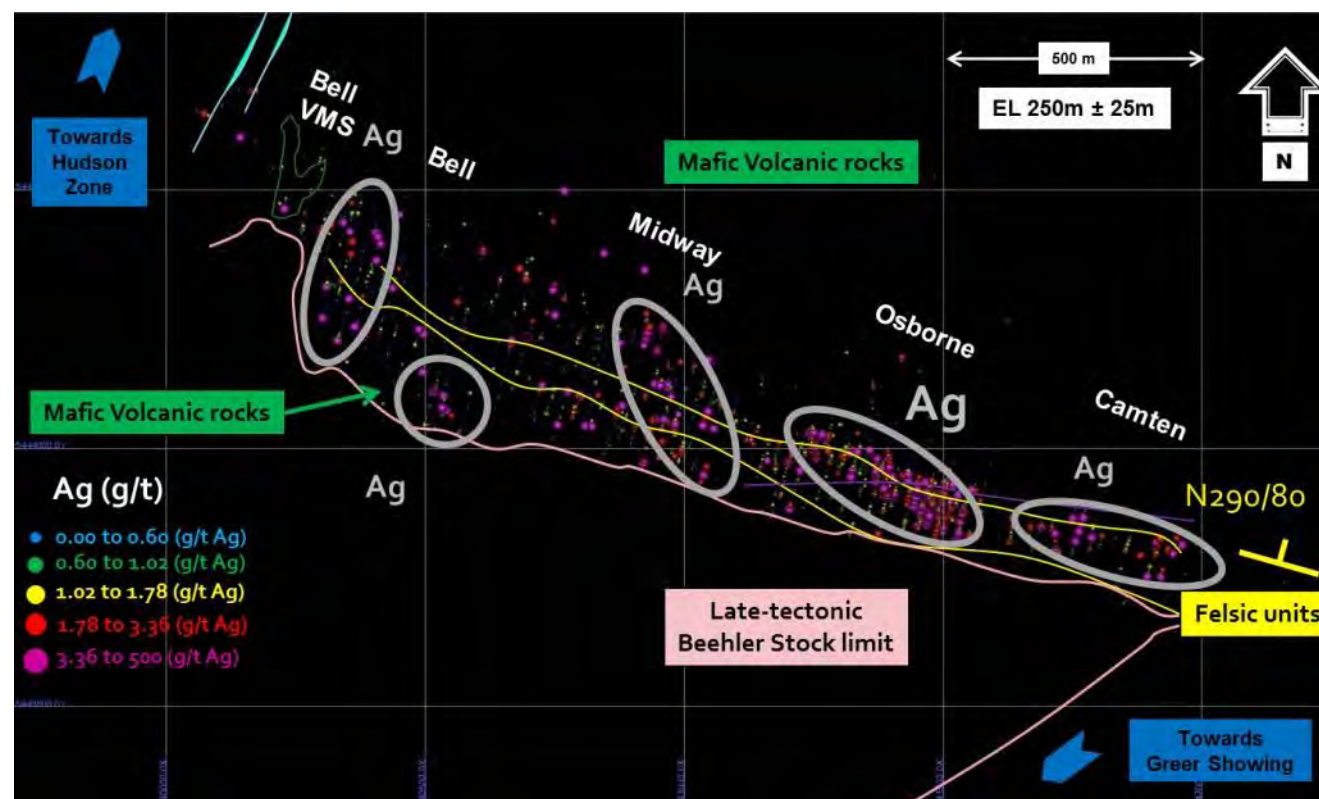 Bell
VMS
Ag
Bell
500 m
EL 250m ± 25m
N
Towards
Hudson
Zone
Mafic Volcanic rocks
Midway
Ag
Osborne
Ag
Camten
Ag
Mafic Volcanic rocks
Ag
Ag (g/t)
0.00 to 0.60 (g/t Ag)
0.60 to 1.02 (g/t Ag)
1.02 to 1.78 (g/t Ag)
1.78 to 3.36 (g/t Ag)
3.36 to 500 (g/t Ag)
N290/80
Felsic units
Late-tectonic
Beehler Stock limit
Towards
Greer Showing